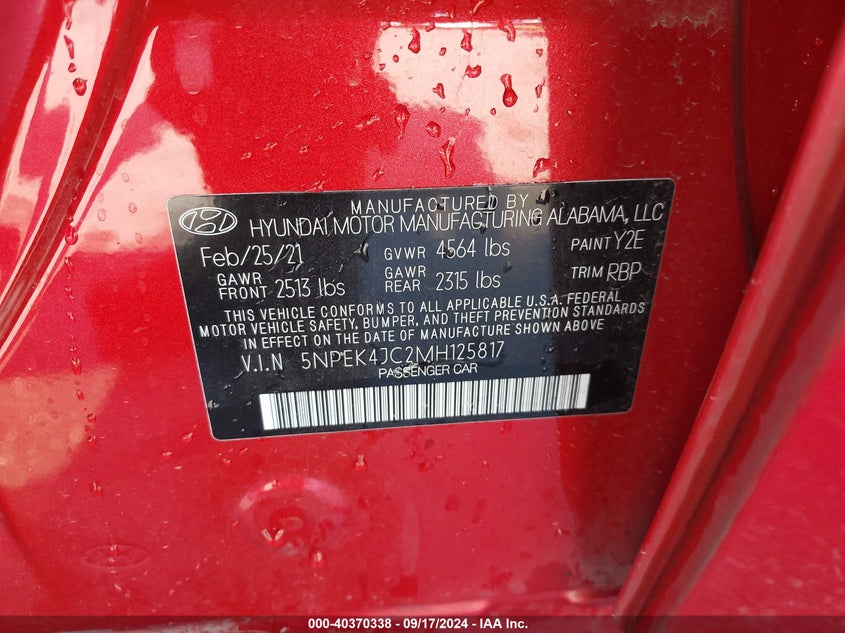 MANUFACTURED BY
HYUNDAI MOTOR MANUFACTURING ALABAMA, LLC
Feb/25/21 GVWR 4564 lbs PAINT Y2E
GAWR FRONT 2513 lbs GAWR REAR 2315 lbs TRIM RBP
THIS VEHICLE CONFORMS TO ALL APPLICABLE U.S.A. FEDERAL
MOTOR VEHICLE SAFETY, BUMPER, AND THEFT PREVENTION STANDARDS
IN EFFECT ON THE DATE OF MANUFACTURE SHOWN ABOVE
V.I.N 5NPEK4JC2MH125817
PASSENGER CAR
000-40370338 - 09/17/2024 - IAA Inc.